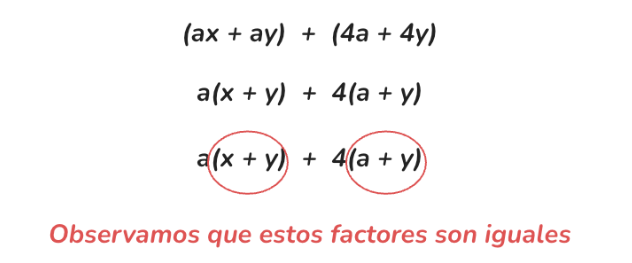 (ax + ay) + (4a + 4y)
a(x + y) + 4(a + y)
a(x + y) + 4(a + y)
Observamos que estos factores son iguales